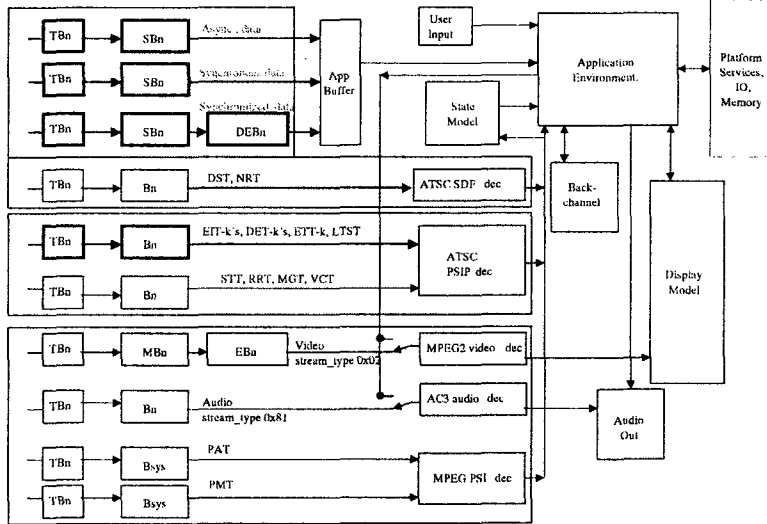 TBn
SBn
Async. data
App
Buffer
User
Input
Application
Environment.
Platform
Services,
IO,
Memory
TBn
SBn
Synchronous data
TBn
SBn
DEBn
Synchronized data
State
Model
TBn
Bn
DST, NRT
ATSC SDF dec
Back-
channel
TBn
Bn
EIT-k's, DET-k's, ETT-k, LTST
ATSC
PSIP dec
TBn
Bn
STT, RRT, MGT, VCT
Display
Model
TBn
MBn
EBn
Video
stream_type 0x02
MPEG2 video dec
TBn
Bn
Audio
stream_type 0x81
AC3 audio dec
Audio
Out
TBn
Bsys
PAT
MPEG PSI dec
TBn
Bsys
PMT